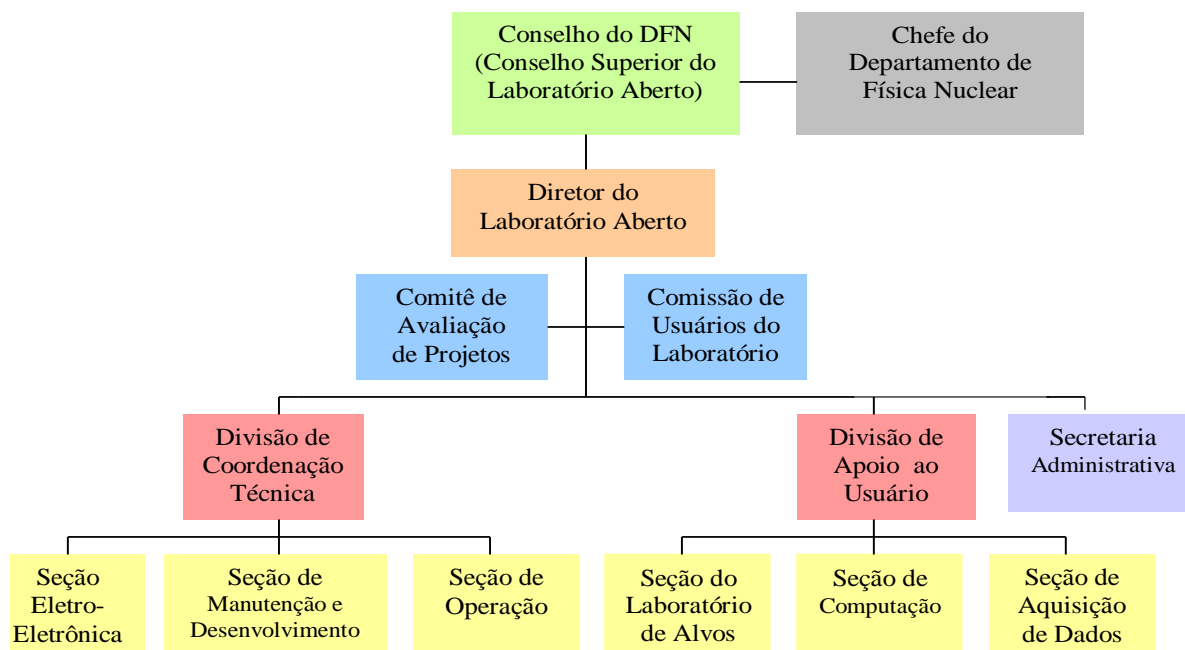 Conselho do DFN
(Conselho Superior do
Laboratório Aberto)
Chefe do
Departamento de
Física Nuclear
Diretor do
Laboratório Aberto
Comitê de
Avaliação
de Projetos
Comissão de
Usuários do
Laboratório
Divisão de
Coordenação
Técnica
Divisão de
Apoio ao
Usuário
Secretaria
Administrativa
Seção
Eletro-
Eletrônica
Seção de
Manutenção e
Desenvolvimento
Seção de
Operação
Seção do
Laboratório
de Alvos
Seção de
Computação
Seção de
Aquisição
de Dados